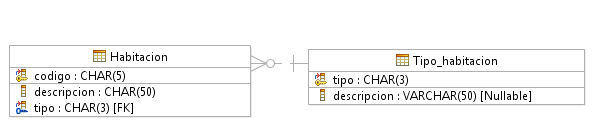 Habitacion
codigo : CHAR(5)
descripcion : CHAR(50)
tipo : CHAR(3) [FK]
Tipo_habitacion
tipo : CHAR(3)
descripcion : VARCHAR(50) [Nullable]